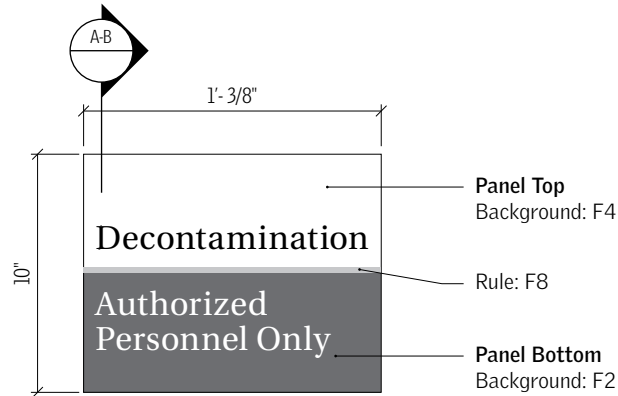 A-B
1'- 3/8"
10"
Decontamination
Authorized
Personnel Only
Panel Top
Background: F4
Rule: F8
Panel Bottom
Background: F2